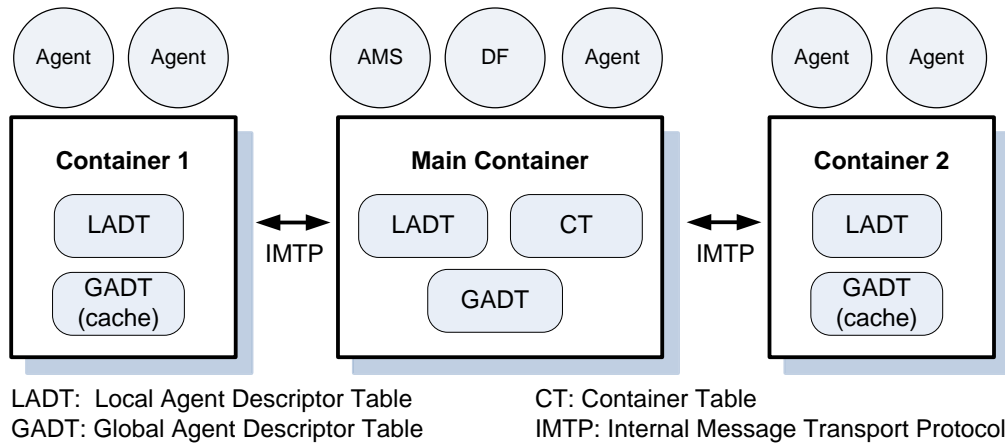 Agent
Agent
AMS
DF
Agent
Agent
Agent
Container 1
LADT
GADT
(cache)
IMTP
Main Container
LADT
CT
GADT
IMTP
Container 2
LADT
GADT
(cache)
LADT: Local Agent Descriptor Table
CT: Container Table
GADT: Global Agent Descriptor Table
IMTP: Internal Message Transport Protocol